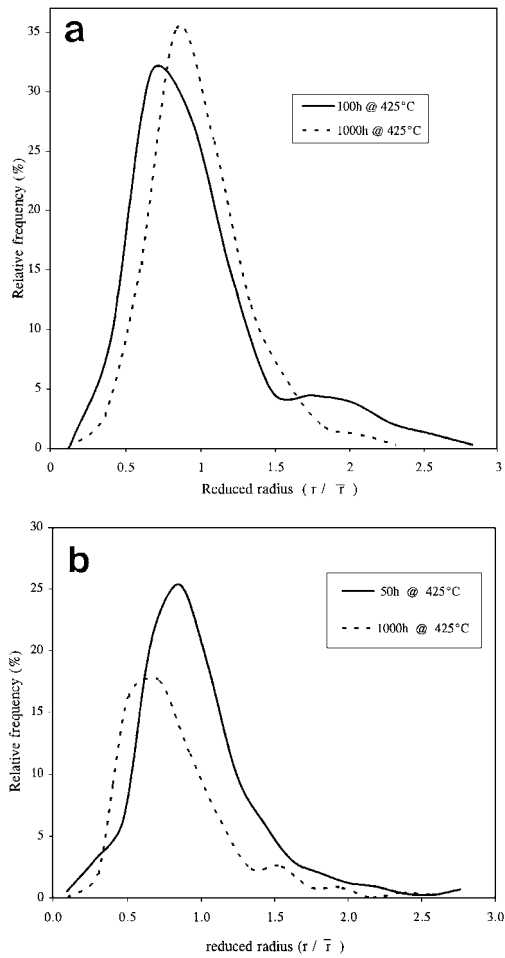 a
35
30
25
20
15
10
5
0
Relative frequency (%)
100h @ 425°C
1000h @ 425°C
0 0.5 1 1.5 2 2.5 3
Reduced radius ( r / r̅ )
b
30
25
20
15
10
5
0
Relative frequency (%)
50h @ 425°C
1000h @ 425°C
0.0 0.5 1.0 1.5 2.0 2.5 3.0
reduced radius (r / r̅ )